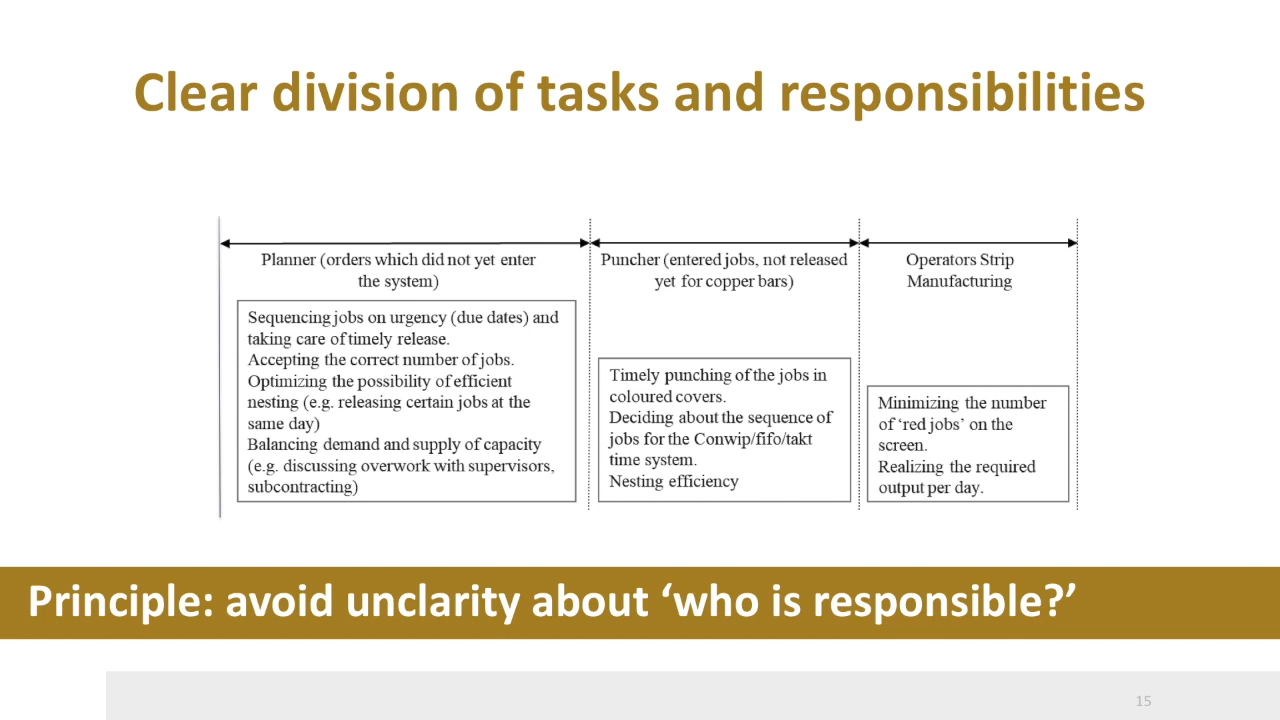 Clear division of tasks and responsibilities
Planner (orders which did not yet enter
the system)
Sequencing jobs on urgency (due dates) and
taking care of timely release.
Accepting the correct number of jobs.
Optimizing the possibility of efficient
nesting (e.g. releasing certain jobs at the
same day)
Balancing demand and supply of capacity
(e.g. discussing overwork with supervisors,
subcontracting)
Puncher (entered jobs, not released
yet for copper bars)
Timely punching of the jobs in
coloured covers.
Deciding about the sequence of
jobs for the Conwip/fifo/takt
time system.
Nesting efficiency
Operators Strip
Manufacturing
Minimizing the number
of ‘red jobs’ on the
screen.
Realizing the required
output per day.
Principle: avoid unclarity about ‘who is responsible?’
15